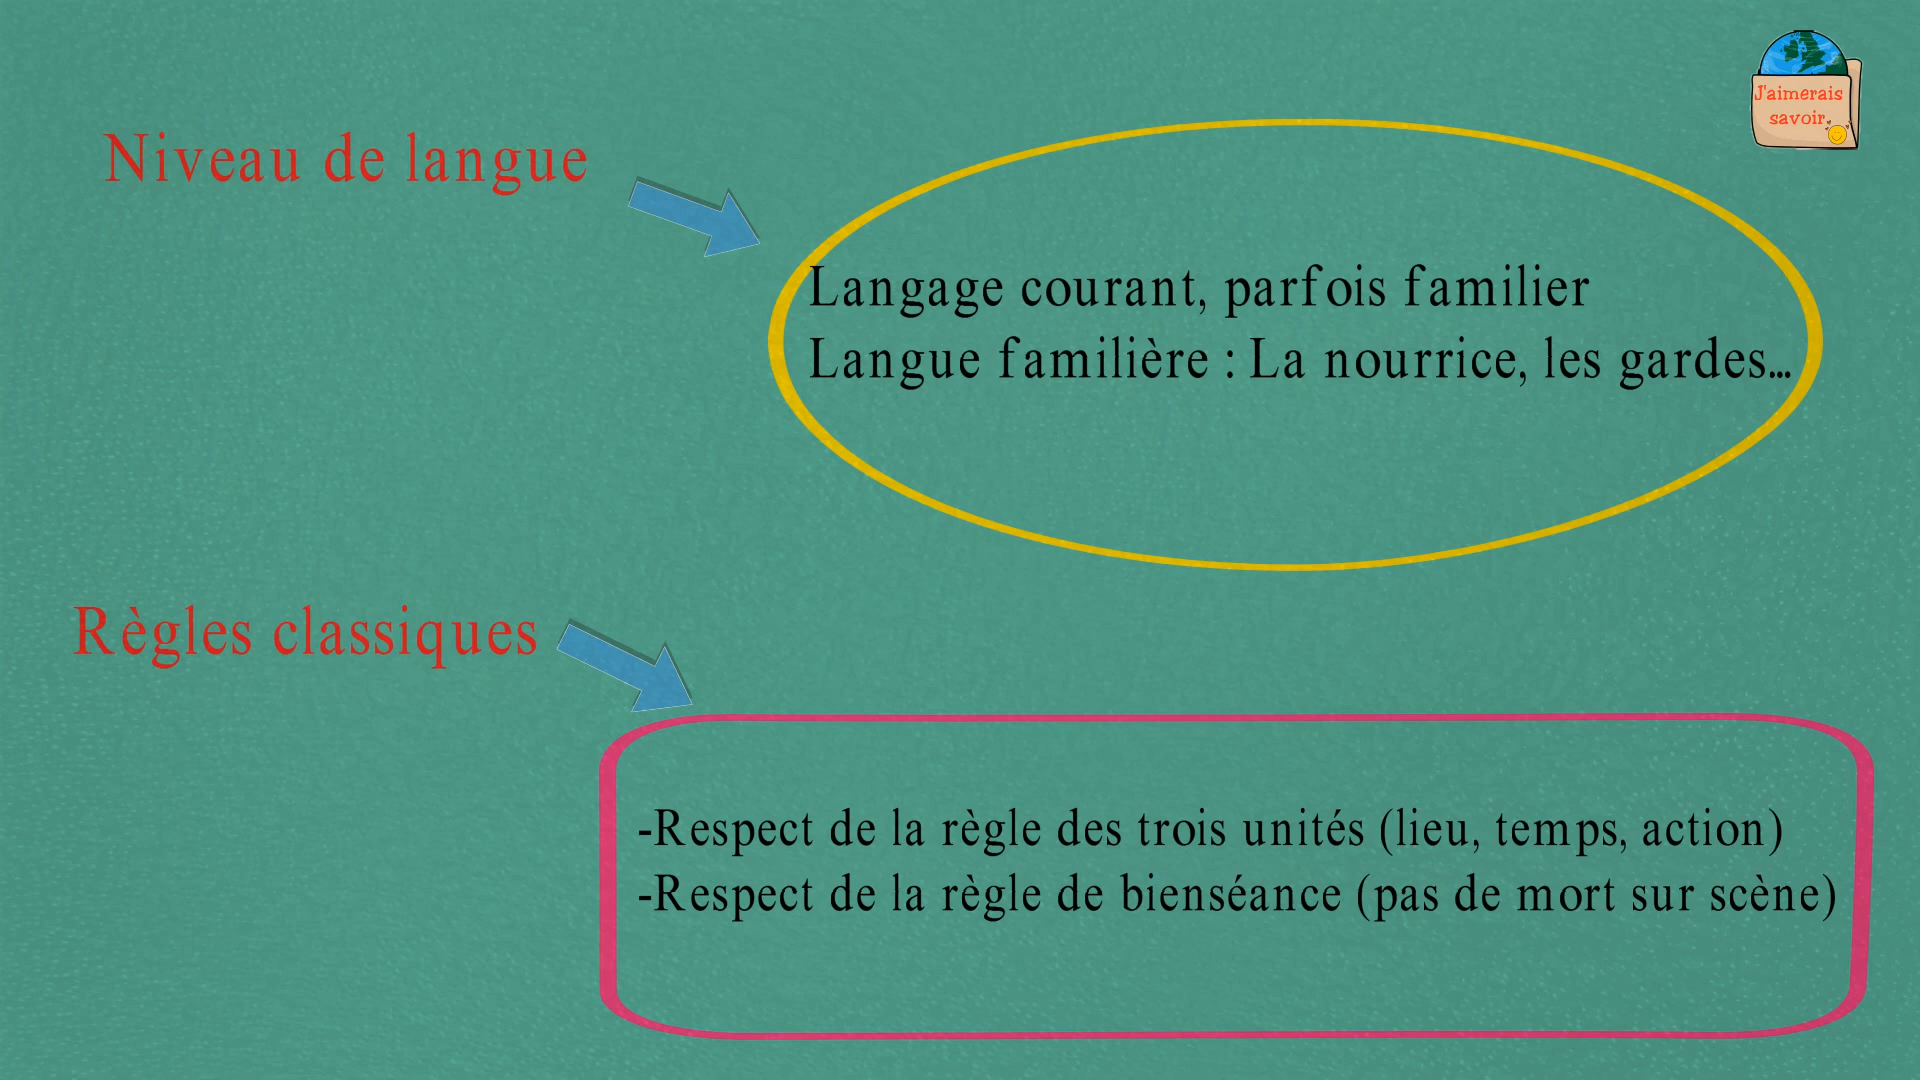 J'aimerais
savoir
Niveau de langue
Langage courant, parfois familier
Langue familière : La nourrice, les gardes...
Règles classiques
-Respect de la règle des trois unités (lieu, temps, action)
-Respect de la règle de bienséance (pas de mort sur scène)